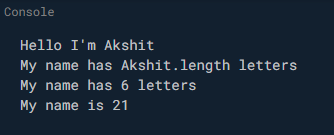 Console
Hello I'm Akshit
My name has Akshit.length letters
My name has 6 letters
My name is 21